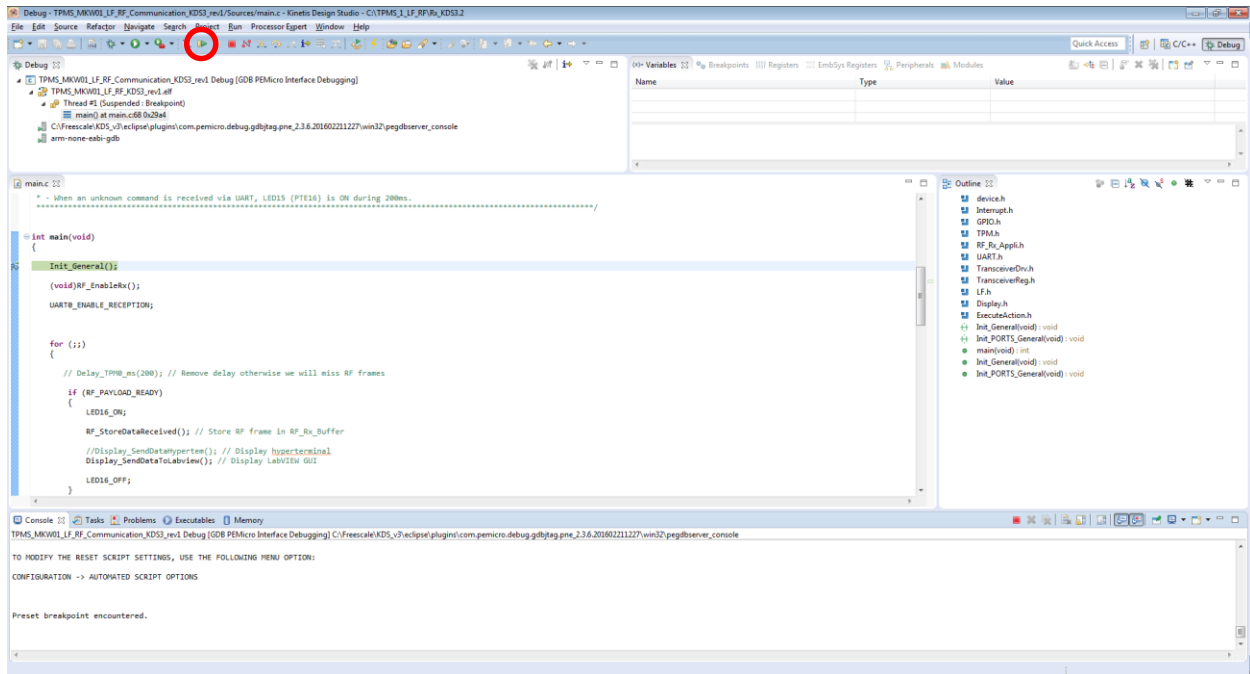 Debug - TPMS_MKW01_LF_RF_Communication_KDS3_rev1/Sources/main.c - Kinetis Design Studio - C:\TPMS_1_LF_RF\Rx_KDS3.2
File Edit Source Refactor Navigate Search Project Run Processor Expert Window Help
Quick Access C/C++ Debug
Debug
TPMS_MKW01_LF_RF_Communication_KDS3_rev1 Debug [GDB PEMicro Interface Debugging]
TPMS_MKW01_LF_RF_KDS3_rev1.elf
Thread #1 (Suspended : Breakpoint)
main() at main.c:68 0x29a4
C:\Freescale\KDS_v3\eclipse\plugins\com.pemicro.debug.gdbjtag.pne_2.3.6.201602211227\win32\pegdbserver_console
arm-none-eabi-gdb
(x)= Variables Breakpoints Registers EmbSys Registers Peripherals Modules
Name Type Value
main.c
* - When an unknown command is received via UART, LED15 (PTE16) is ON during 200ms.
int main(void)
{
Init_General();
(void)RF_EnableRx();
UART0_ENABLE_RECEPTION;
for (;;)
{
// Delay_TPM0_ms(200); // Remove delay otherwise we will miss RF frames
if (RF_PAYLOAD_READY)
{
LED16_ON;
RF_StoreDataReceived(); // Store RF frame in RF_Rx_Buffer
//Display_SendDataHypertem(); // Display hyperterminal
Display_SendDataToLabview(); // Display LabVIEW GUI
LED16_OFF;
}
Outline
device.h
Interrupt.h
GPIO.h
TPM.h
RF_Rx_Appli.h
UART.h
TransceiverDrv.h
TransceiverReg.h
LF.h
Display.h
ExecuteAction.h
Init_General(void) : void
Init_PORTS_General(void) : void
main(void) : int
Init_General(void) : void
Init_PORTS_General(void) : void
Console Tasks Problems Executables Memory
TPMS_MKW01_LF_RF_Communication_KDS3_rev1 Debug [GDB PEMicro Interface Debugging] C:\Freescale\KDS_v3\eclipse\plugins\com.pemicro.debug.gdbjtag.pne_2.3.6.201602211227\win32\pegdbserver_console
TO MODIFY THE RESET SCRIPT SETTINGS, USE THE FOLLOWING MENU OPTION:
CONFIGURATION -> AUTOMATED SCRIPT OPTIONS
Preset breakpoint encountered.